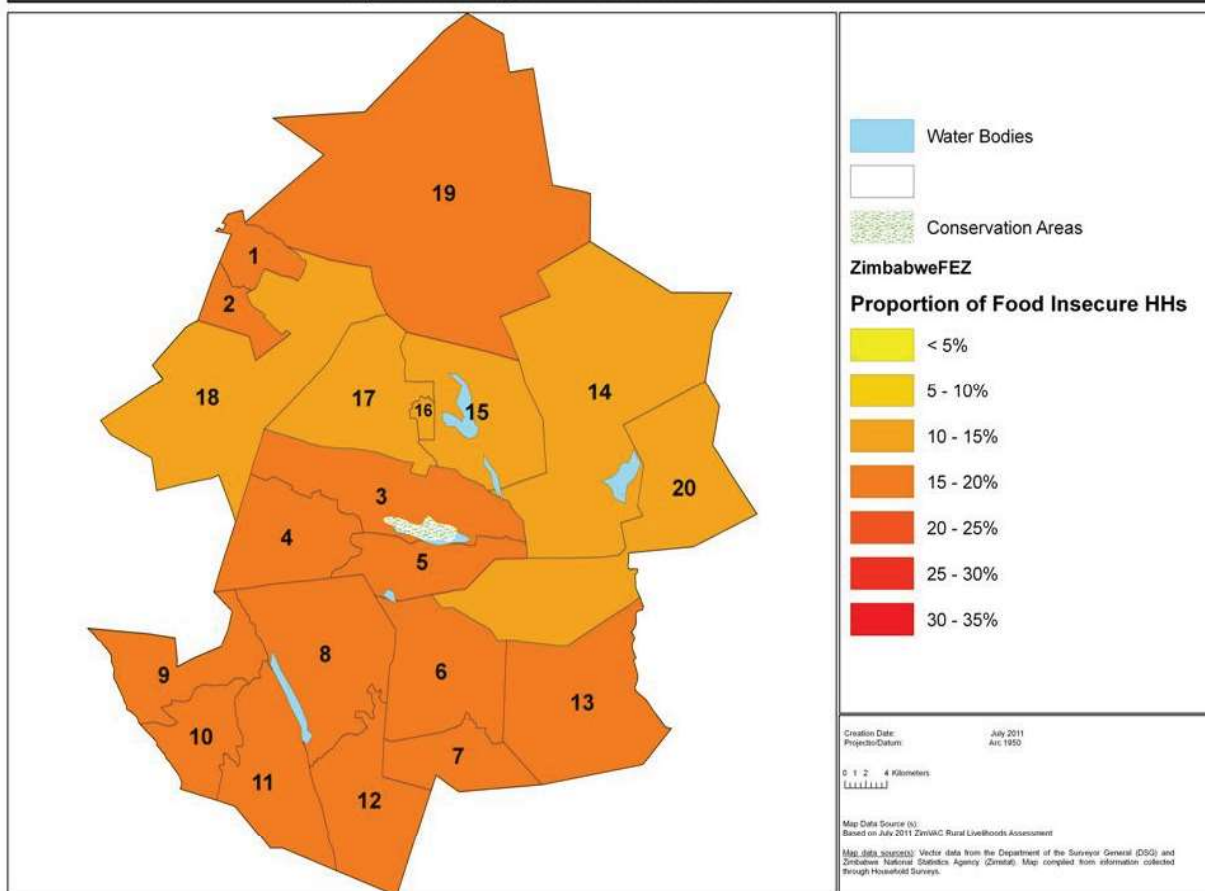 19
1
2
18
17
16
15
14
20
3
4
5
8
6
13
9
10
7
11
12
Water Bodies
Conservation Areas
ZimbabweFEZ
Proportion of Food Insecure HHs
< 5%
5 - 10%
10 - 15%
15 - 20%
20 - 25%
25 - 30%
30 - 35%
Creation Date: July 2011
Projectio/Datum: Arc 1950
0 1 2 4 Kilometers
Map Data Source (s):
Based on July 2011 ZimVAC Rural Livelihoods Assessment
Map data source(s): Vector data from the Department of the Surveyor General (DSG) and
Zimbabwe National Statistics Agency (Zimstat). Map compiled from information collected
through Household Surveys.